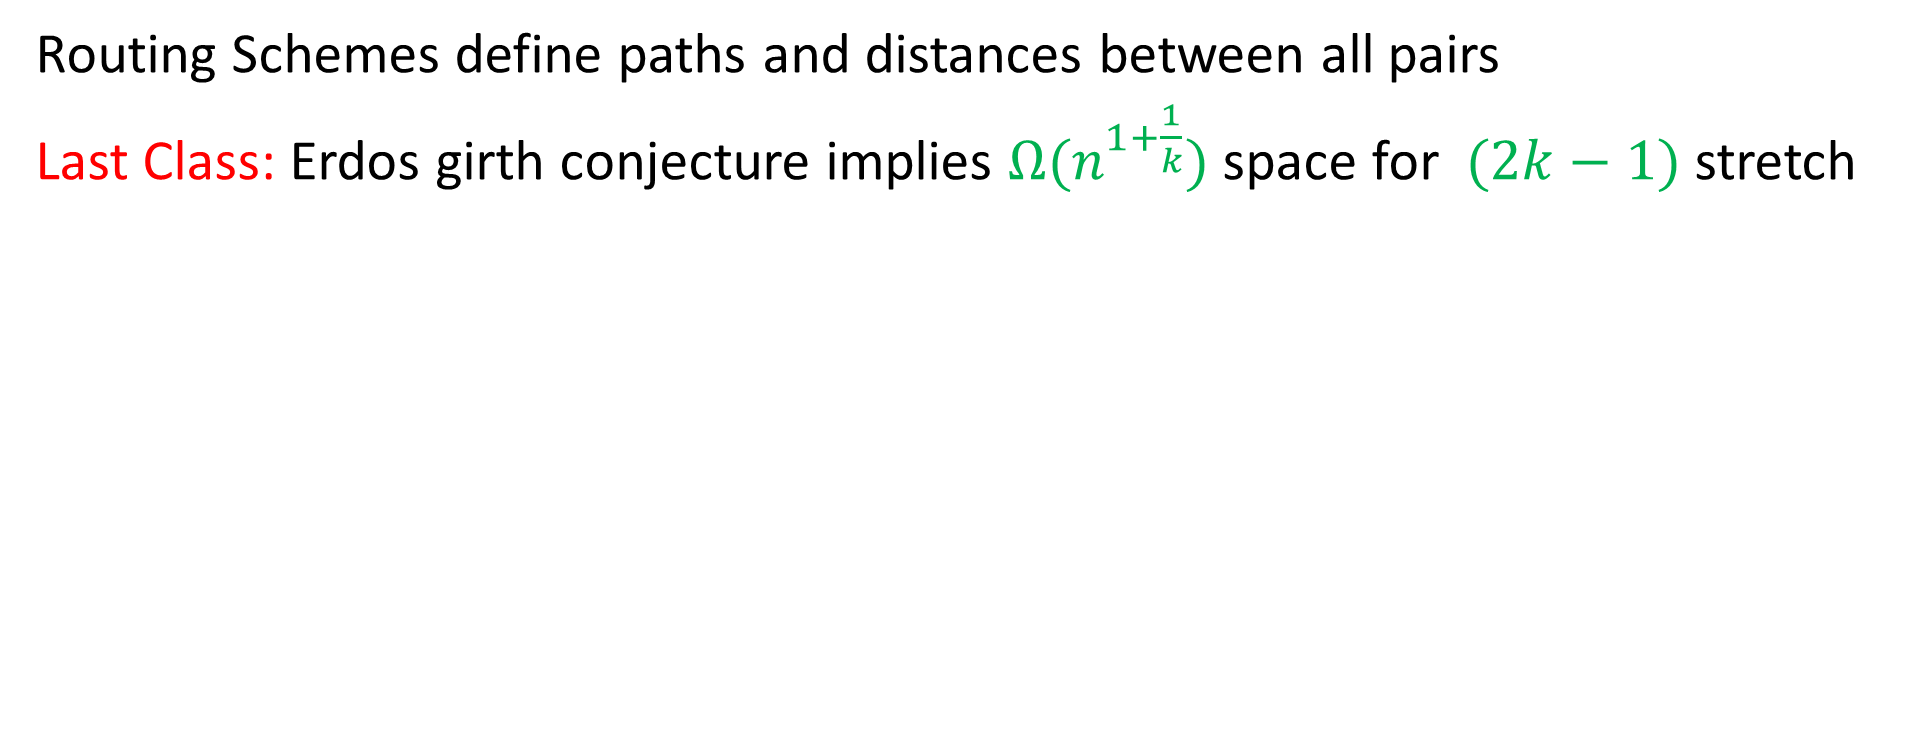 Routing Schemes define paths and distances between all pairs
Last Class: Erdos girth conjecture implies Ω(n^{1+\frac{1}{k}}) space for (2k − 1) stretch